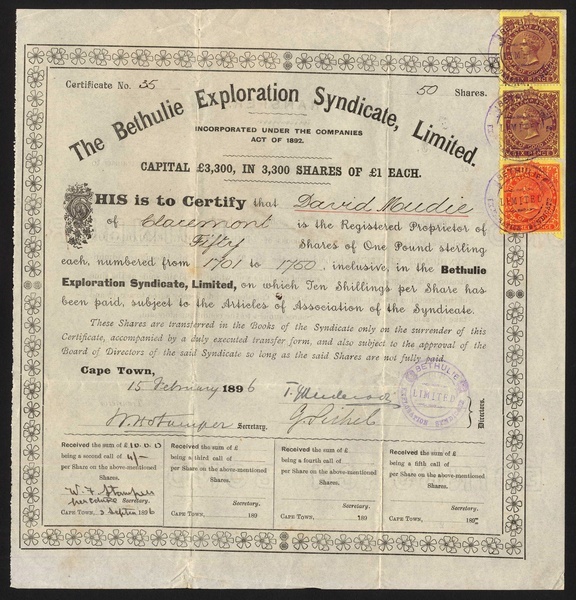 Certificate No. 35
50 Shares.
The Bethulie Exploration Syndicate, Limited.
INCORPORATED UNDER THE COMPANIES
ACT OF 1892.
CAPITAL £3,300, IN 3,300 SHARES OF £1 EACH.
THIS is to Certify that David Mudie
of Claremont is the Registered Proprietor of
Fifty Shares of One Pound sterling
each, numbered from 1701 to 1750, inclusive, in the Bethulie
Exploration Syndicate, Limited, on which Ten Shillings per Share has
been paid, subject to the Articles of Association of the Syndicate.
These Shares are transferred in the Books of the Syndicate only on the surrender of this
Certificate, accompanied by a duly executed transfer form, and also subject to the approval of the
Board of Directors of the said Syndicate so long as the said Shares are not fully paid.
Cape Town,
15 February 1896
Secretary.
Directors.
BETHULIE
LIMITED
Received the sum of £10.0.0
being a second call of 4/-
per Share on the above-mentioned
Shares.
Secretary.
CAPE TOWN, 1896
Received the sum of £
being a third call of
per Share on the above-mentioned
Shares.
Secretary.
CAPE TOWN, 189
Received the sum of £
being a fourth call of
per Share on the above-mentioned
Shares.
Secretary.
CAPE TOWN, 189
Received the sum of £
being a fifth call of
per Share on the above-mentioned
Shares.
Secretary.
CAPE TOWN, 189
SIX PENCE
SIX PENCE
LIMITED